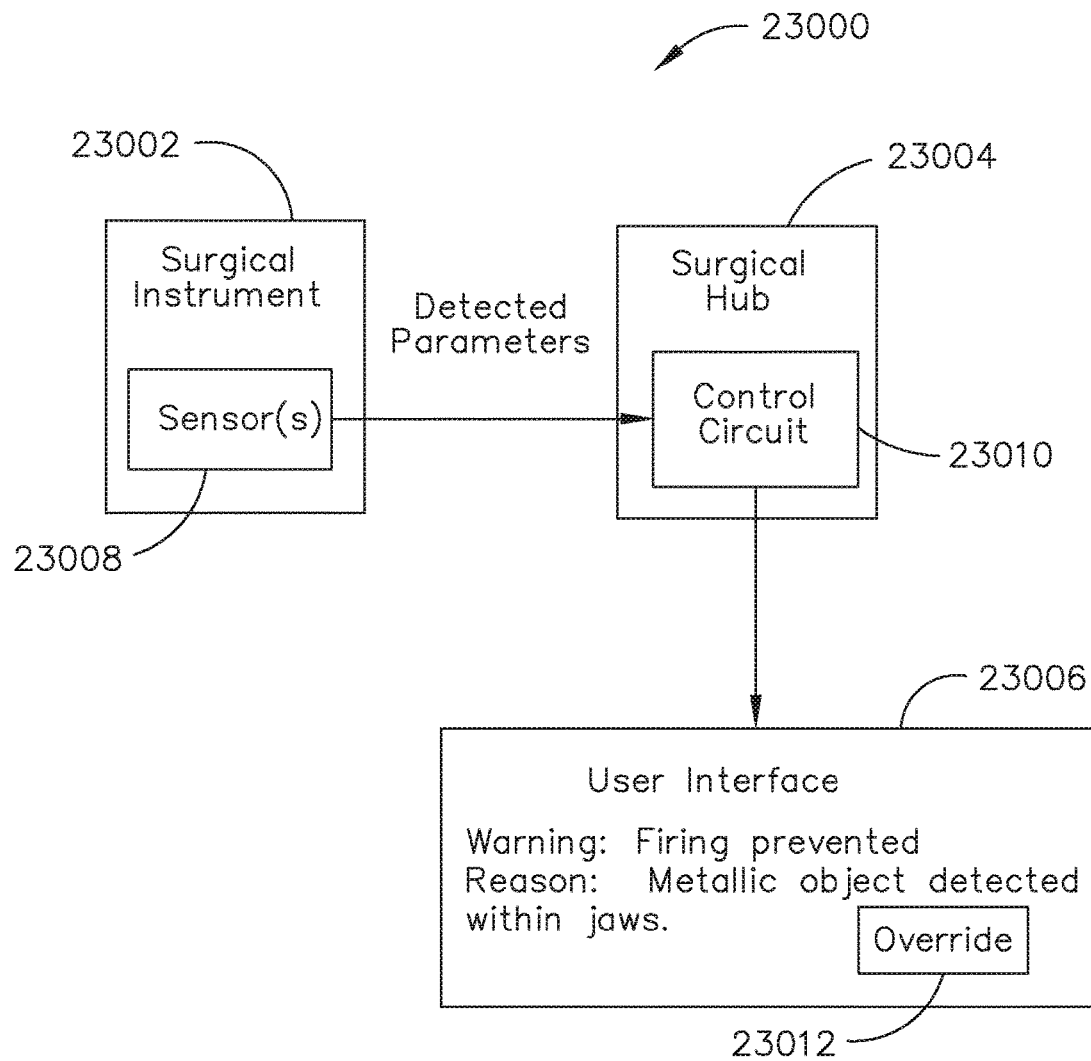 23000
23002
23004
Surgical
Instrument
Detected
Parameters
Surgical
Hub
Sensor(s)
Control
Circuit
23010
23008
23006
User Interface
Warning: Firing prevented
Reason: Metallic object detected
within jaws.
Override
23012